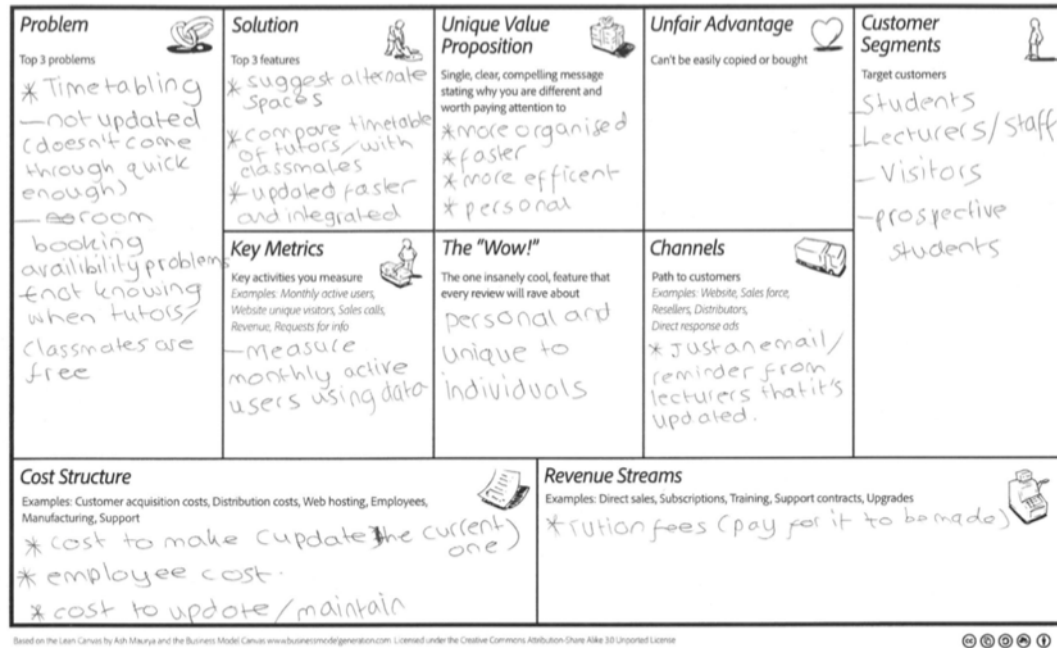 Problem
Top 3 problems
* Timetabling
- not updated
(doesn't come
through quick
enough)
- room
booking
availibility problems
- not knowing
when tutors/
classmates are
free
Solution
Top 3 features
* suggest alternate
spaces
* compare timetable
of tutors/with
classmates
* updated faster
and integrated
Key Metrics
Key activities you measure
Examples: Monthly active users,
Website unique visitors, Sales calls,
Revenue, Requests for info
- measure
monthly active
users using data
Unique Value
Proposition
Single, clear, compelling message
stating why you are different and
worth paying attention to
* more organised
* faster
* more efficent
* personal
The "Wow!"
The one insanely cool, feature that
every review will rave about
personal and
unique to
individuals
Unfair Advantage
Can't be easily copied or bought
Channels
Path to customers
Examples: Website, Sales force,
Resellers, Distributors,
Direct response ads
* Just an email/
reminder from
lecturers that it's
updated.
Customer
Segments
Target customers
- Students
- Lecturers/Staff
- Visitors
- prospective
students
Cost Structure
Examples: Customer acquisition costs, Distribution costs, Web hosting, Employees,
Manufacturing, Support
* cost to make (update the current one)
* employee cost.
* cost to update/maintain
Revenue Streams
Examples: Direct sales, Subscriptions, Training, Support contracts, Upgrades
* tution fees (pay for it to be made)
Based on the Lean Canvas by Ash Maurya and the Business Model Canvas www.businessmodelgeneration.com Licensed under the Creative Commons Attribution-Share Alike 3.0 Unported License